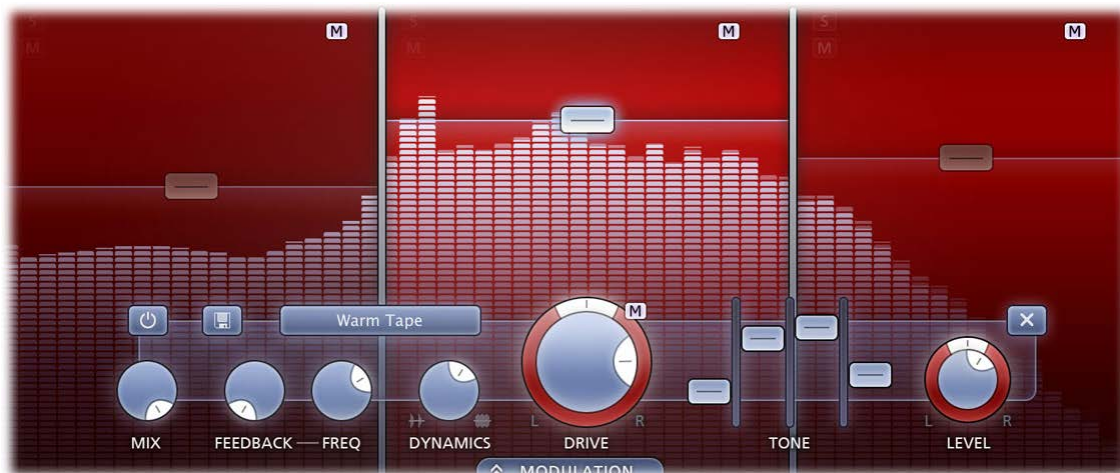 S M S M
M M M
Warm Tape
M
L R L R
MIX FEEDBACK FREQ DYNAMICS DRIVE TONE LEVEL
MODULATION